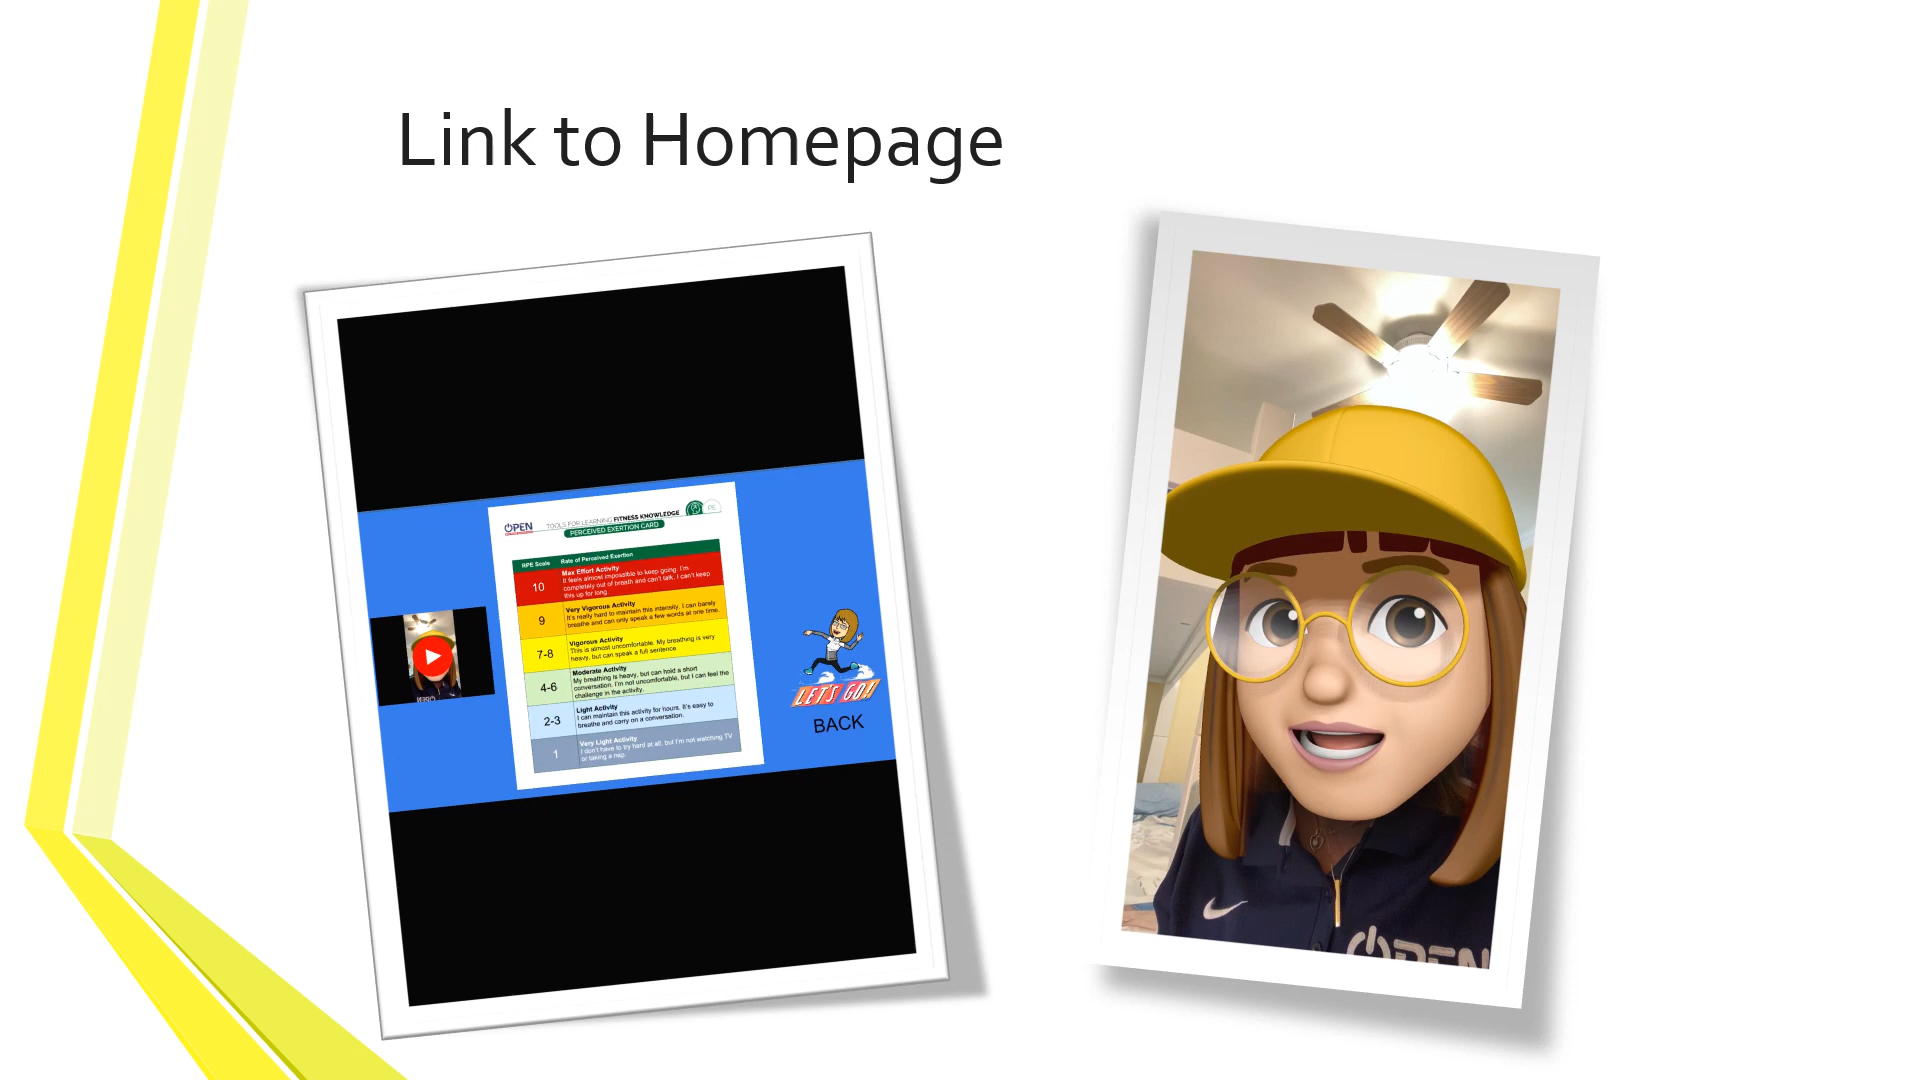 Link to Homepage
OPEN
TOOLS FOR LEARNING FITNESS KNOWLEDGE
PE
PERCEIVED EXERTION CARD
RPE Scale Rate of Perceived Exertion
10
Max Effort Activity
It feels almost impossible to keep going. I'm
completely out of breath and can't talk. I can't keep
this up for long.
9
Very Vigorous Activity
It's really hard to maintain this intensity. I can barely
breathe and can only speak a few words at one time.
7-8
Vigorous Activity
This is almost uncomfortable. My breathing is very
heavy, but can speak a full sentence.
4-6
Moderate Activity
My breathing is heavy, but can hold a short
conversation. I'm not uncomfortable, but I can feel the
challenge in the activity.
2-3
Light Activity
I can maintain this activity for hours. It's easy to
breathe and carry on a conversation.
1
Very Light Activity
I don't have to try hard at all, but I'm not watching TV
or taking a nap.
LET'S GO!!
BACK
OPEN